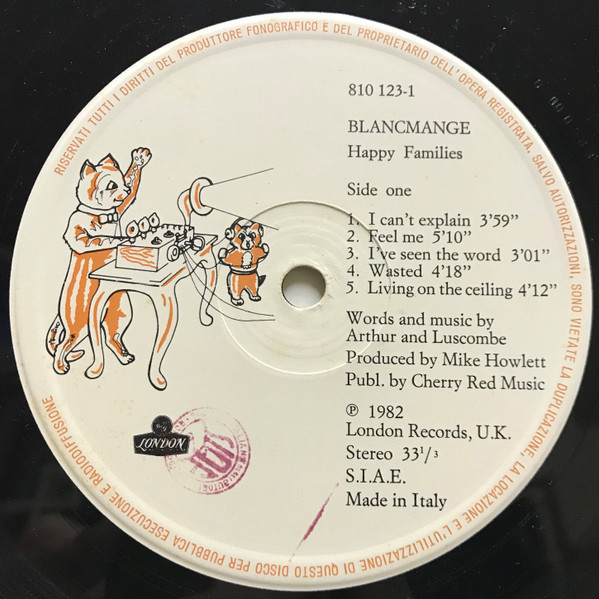 RISERVATI TUTTI I DIRITTI DEL PRODUTTORE FONOGRAFICO E DEL PROPRIETARIO DELL'OPERA REGISTRATA. SALVO AUTORIZZAZIONI, SONO VIETATE LA DUPLICAZIONE, LA LOCAZIONE E L'UTILIZZAZIONE DI QUESTO DISCO PER PUBBLICA ESECUZIONE E RADIODIFFUSIONE
810 123-1
BLANCMANGE
Happy Families
Side one
1. I can't explain 3'59"
2. Feel me 5'10"
3. I've seen the word 3'01"
4. Wasted 4'18"
5. Living on the ceiling 4'12"
Words and music by
Arthur and Luscombe
Produced by Mike Howlett
Publ. by Cherry Red Music
℗ 1982
London Records, U.K.
Stereo 33¹/₃
S.I.A.E.
Made in Italy
LONDON